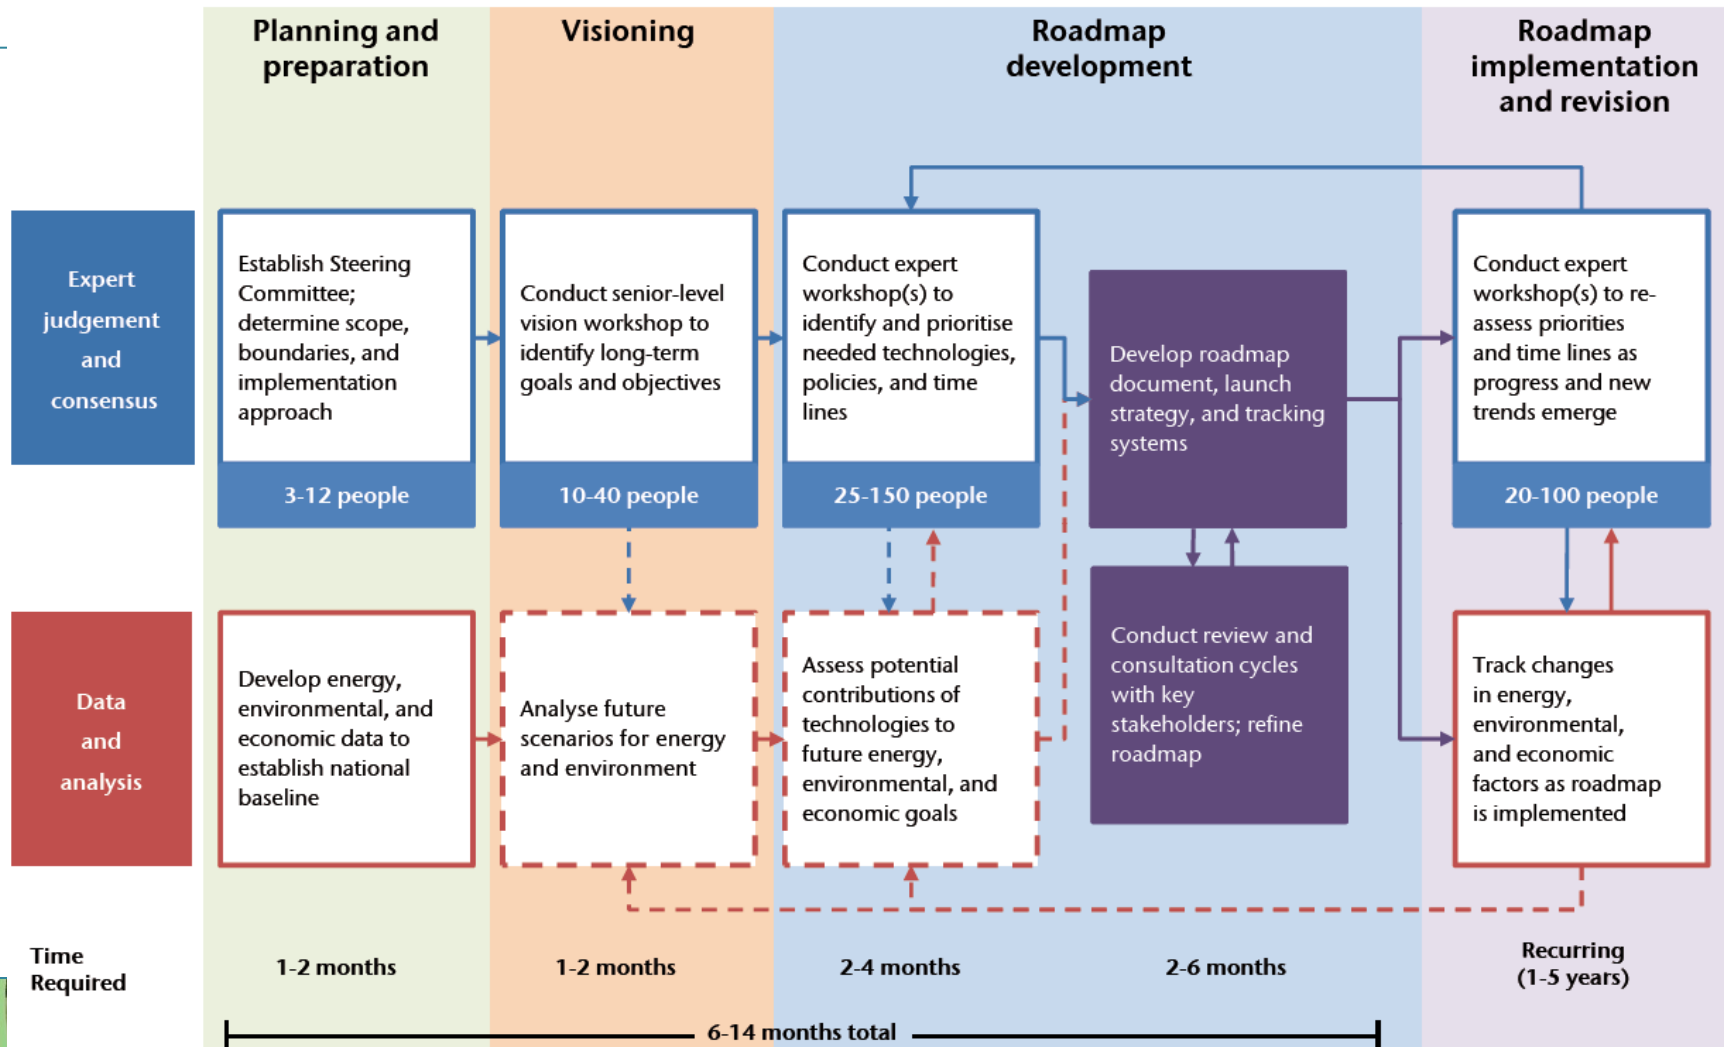 Planning and
preparation
Visioning
Roadmap
development
Roadmap
implementation
and revision
Expert
judgement
and
consensus
Establish Steering
Committee;
determine scope,
boundaries, and
implementation
approach
3-12 people
Conduct senior-level
vision workshop to
identify long-term
goals and objectives
10-40 people
Conduct expert
workshop(s) to
identify and prioritise
needed technologies,
policies, and time
lines
25-150 people
Develop roadmap
document, launch
strategy, and tracking
systems
Conduct expert
workshop(s) to re-
assess priorities
and time lines as
progress and new
trends emerge
20-100 people
Data
and
analysis
Develop energy,
environmental, and
economic data to
establish national
baseline
Analyse future
scenarios for energy
and environment
Assess potential
contributions of
technologies to
future energy,
environmental, and
economic goals
Conduct review and
consultation cycles
with key
stakeholders; refine
roadmap
Track changes
in energy,
environmental,
and economic
factors as roadmap
is implemented
Time
Required
1-2 months
1-2 months
2-4 months
2-6 months
Recurring
(1-5 years)
6-14 months total